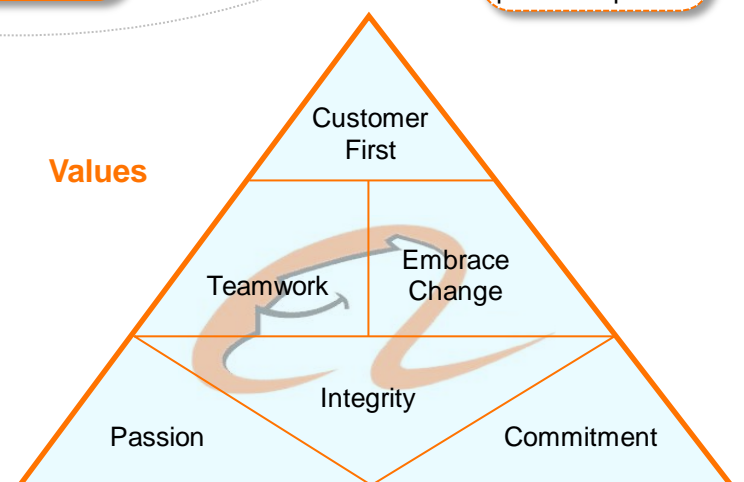 Customer
First
Values
Teamwork
Embrace
Change
Integrity
Passion
Commitment